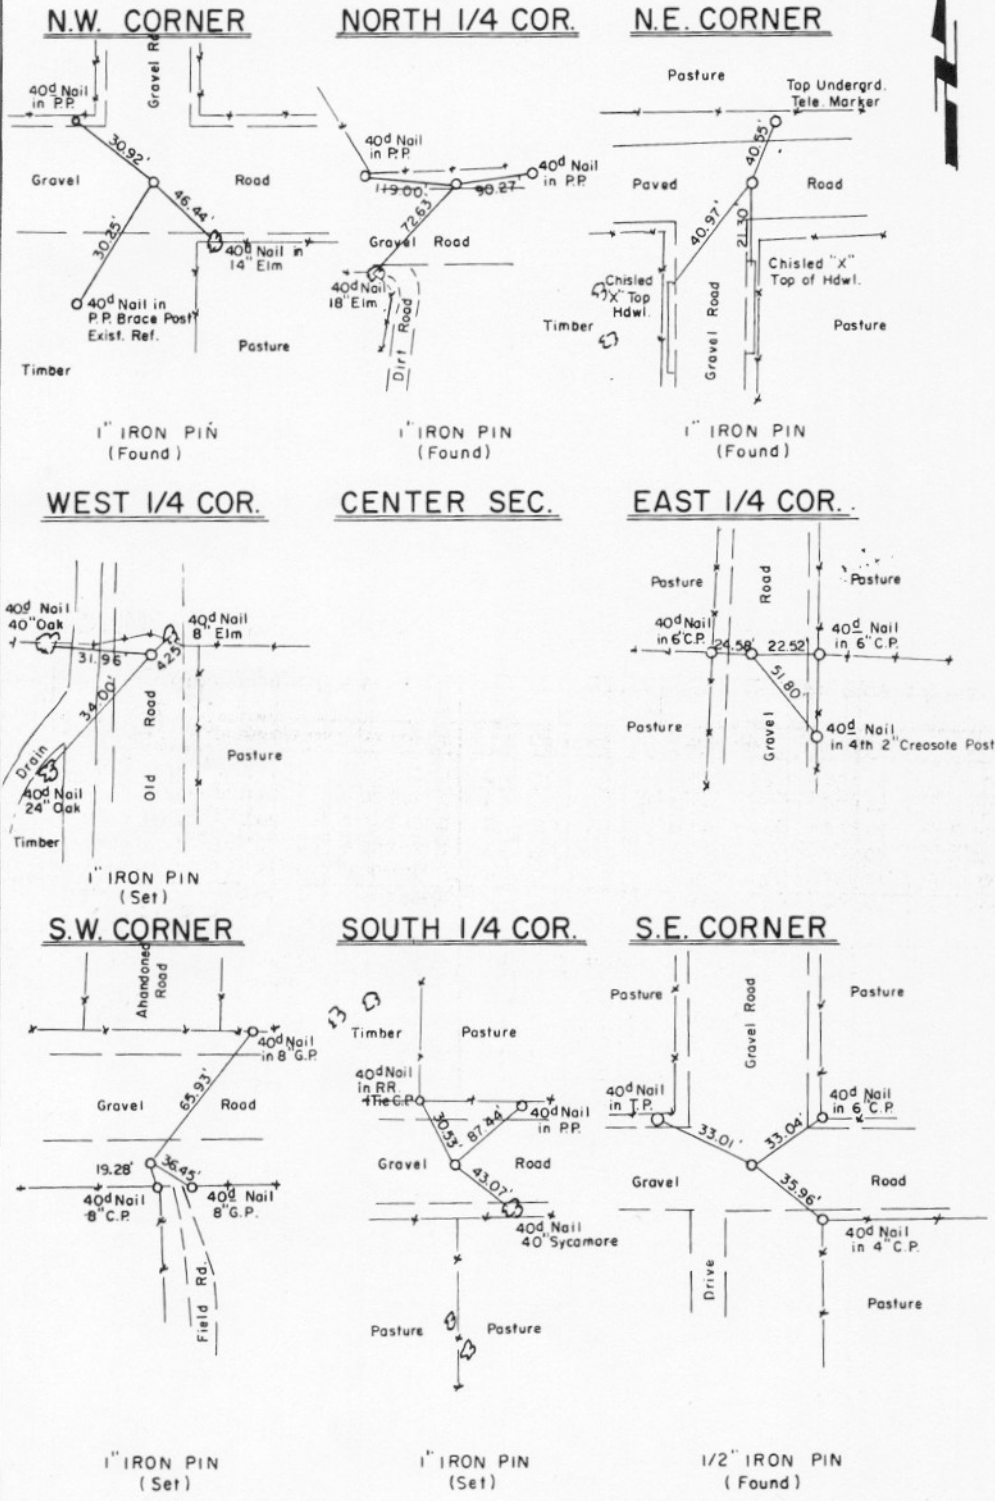 N.W. CORNER
Gravel Rd
40d Nail
in P.P.
30.92'
Gravel
Road
46.44'
30.25'
40d Nail in
14" Elm
40d Nail in
P.P. Brace Post
Exist. Ref.
Pasture
Timber
1" IRON PIN
(Found)
NORTH 1/4 COR.
40d Nail
in P.P.
40d Nail
in P.P.
119.00'
90.27'
72.63'
Gravel Road
40d Nail
18" Elm
Dirt Road
1" IRON PIN
(Found)
N.E. CORNER
Pasture
Top Undergrd.
Tele. Marker
40.55'
Paved
Road
40.97'
21.30'
Chisled
"X" Top
Hdwl.
Chisled "X"
Top of Hdwl.
Timber
Gravel Road
Pasture
1" IRON PIN
(Found)
WEST 1/4 COR.
40d Nail
40" Oak
40d Nail
8" Elm
31.96'
34.00'
Old Road
Drain
Pasture
40d Nail
24" Oak
Timber
1" IRON PIN
(Set)
CENTER SEC.
EAST 1/4 COR.
Pasture
Road
Pasture
40d Nail
in 6" C.P.
40d Nail
in 6" C.P.
24.58'
22.52'
51.80'
Pasture
Gravel
40d Nail
in 4th 2" Creosote Post
S.W. CORNER
Abandoned
Road
40d Nail
in 8" G.P.
65.93'
Gravel
Road
19.28'
36.45'
40d Nail
8" C.P.
40d Nail
8" G.P.
Field Rd.
1" IRON PIN
(Set)
SOUTH 1/4 COR.
Timber
Pasture
40d Nail
in RR.
Tie C.P.
40d Nail
in P.P.
30.53'
87.44'
Gravel
Road
43.07'
40d Nail
40" Sycamore
Pasture
Pasture
1" IRON PIN
(Set)
S.E. CORNER
Pasture
Gravel Road
Pasture
40d Nail
in T.P.
40d Nail
in 6" C.P.
33.01'
33.04'
Gravel
Road
35.96'
40d Nail
in 4" C.P.
Drive
Pasture
1/2" IRON PIN
(Found)